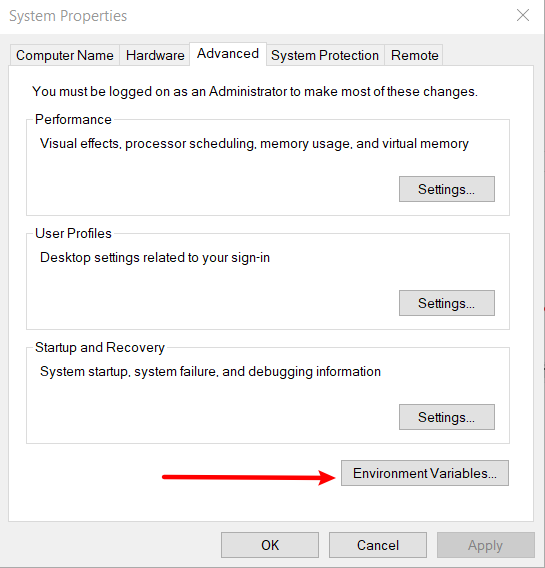 System Properties
Computer Name Hardware Advanced System Protection Remote
You must be logged on as an Administrator to make most of these changes.
Performance
Visual effects, processor scheduling, memory usage, and virtual memory
Settings...
User Profiles
Desktop settings related to your sign-in
Settings...
Startup and Recovery
System startup, system failure, and debugging information
Settings...
Environment Variables...
OK Cancel Apply